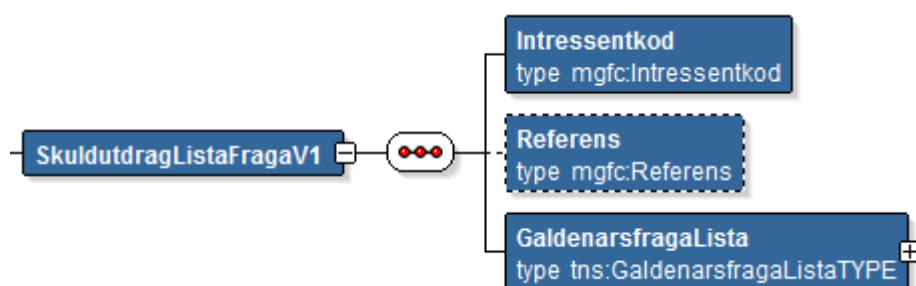 Intressentkod
type mgfc:Intressentkod
SkuldutdragListaFragaV1
Referens
type mgfc:Referens
GaldenarsfragaLista
type tns:GaldenarsfragaListaTYPE